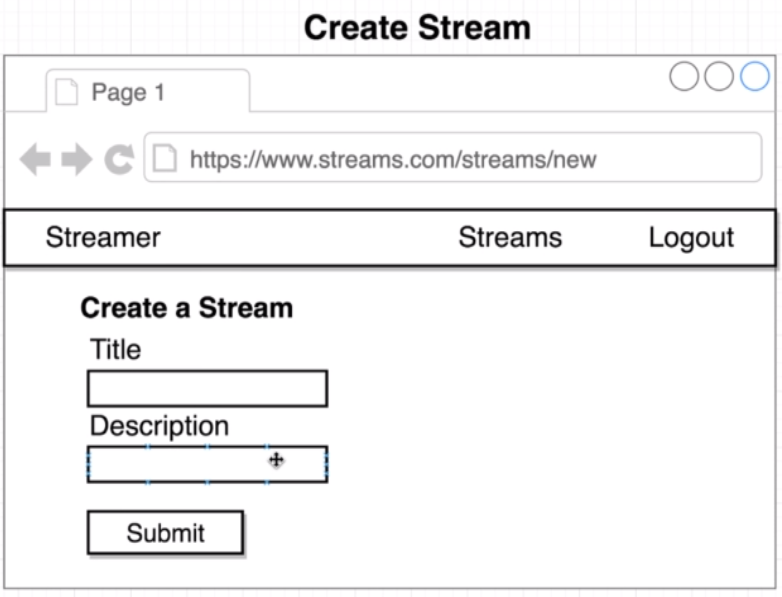 Create Stream
Page 1
https://www.streams.com/streams/new
Streamer Streams Logout
Create a Stream
Title
Description
Submit